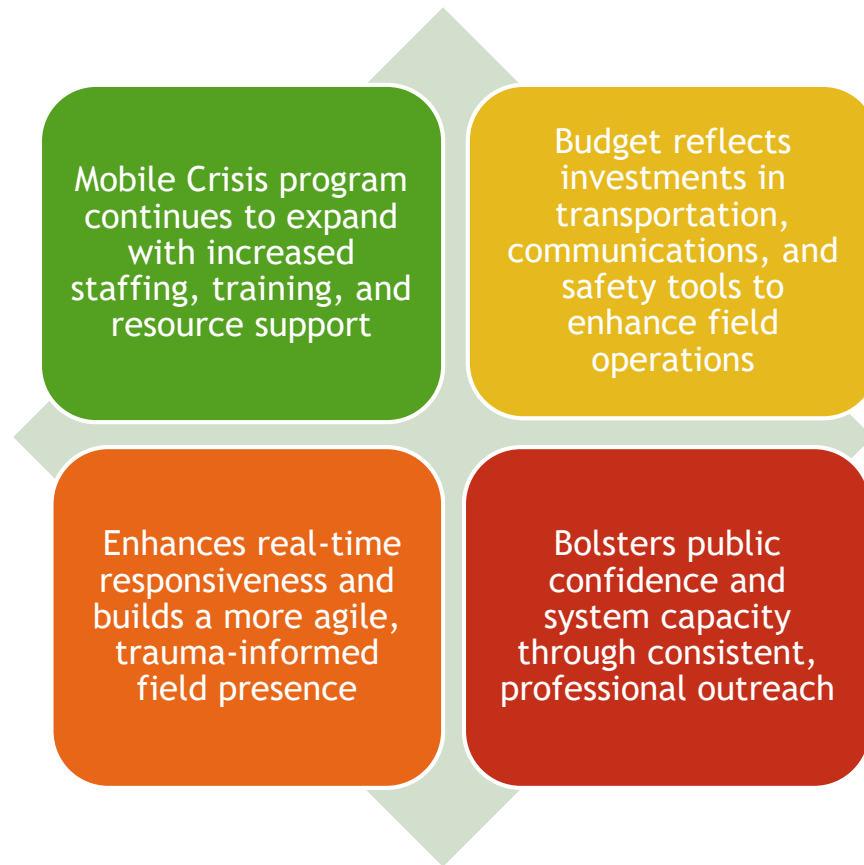 Mobile Crisis program
continues to expand
with increased
staffing, training, and
resource support
Budget reflects
investments in
transportation,
communications, and
safety tools to
enhance field
operations
Enhances real-time
responsiveness and
builds a more agile,
trauma-informed
field presence
Bolsters public
confidence and
system capacity
through consistent,
professional outreach